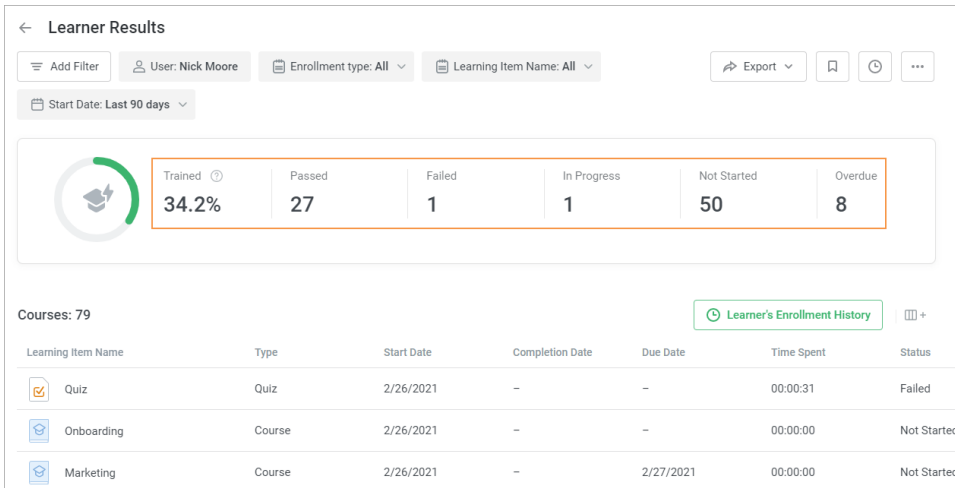 Learner Results
Add Filter User: Nick Moore Enrollment type: All Learning Item Name: All Export
Start Date: Last 90 days
Trained Passed Failed In Progress Not Started Overdue
34.2% 27 1 1 50 8
Courses: 79 Learner's Enrollment History
Learning Item Name Type Start Date Completion Date Due Date Time Spent Status
Quiz Quiz 2/26/2021 – – 00:00:31 Failed
Onboarding Course 2/26/2021 – – 00:00:00 Not Started
Marketing Course 2/26/2021 – 2/27/2021 00:00:00 Not Started